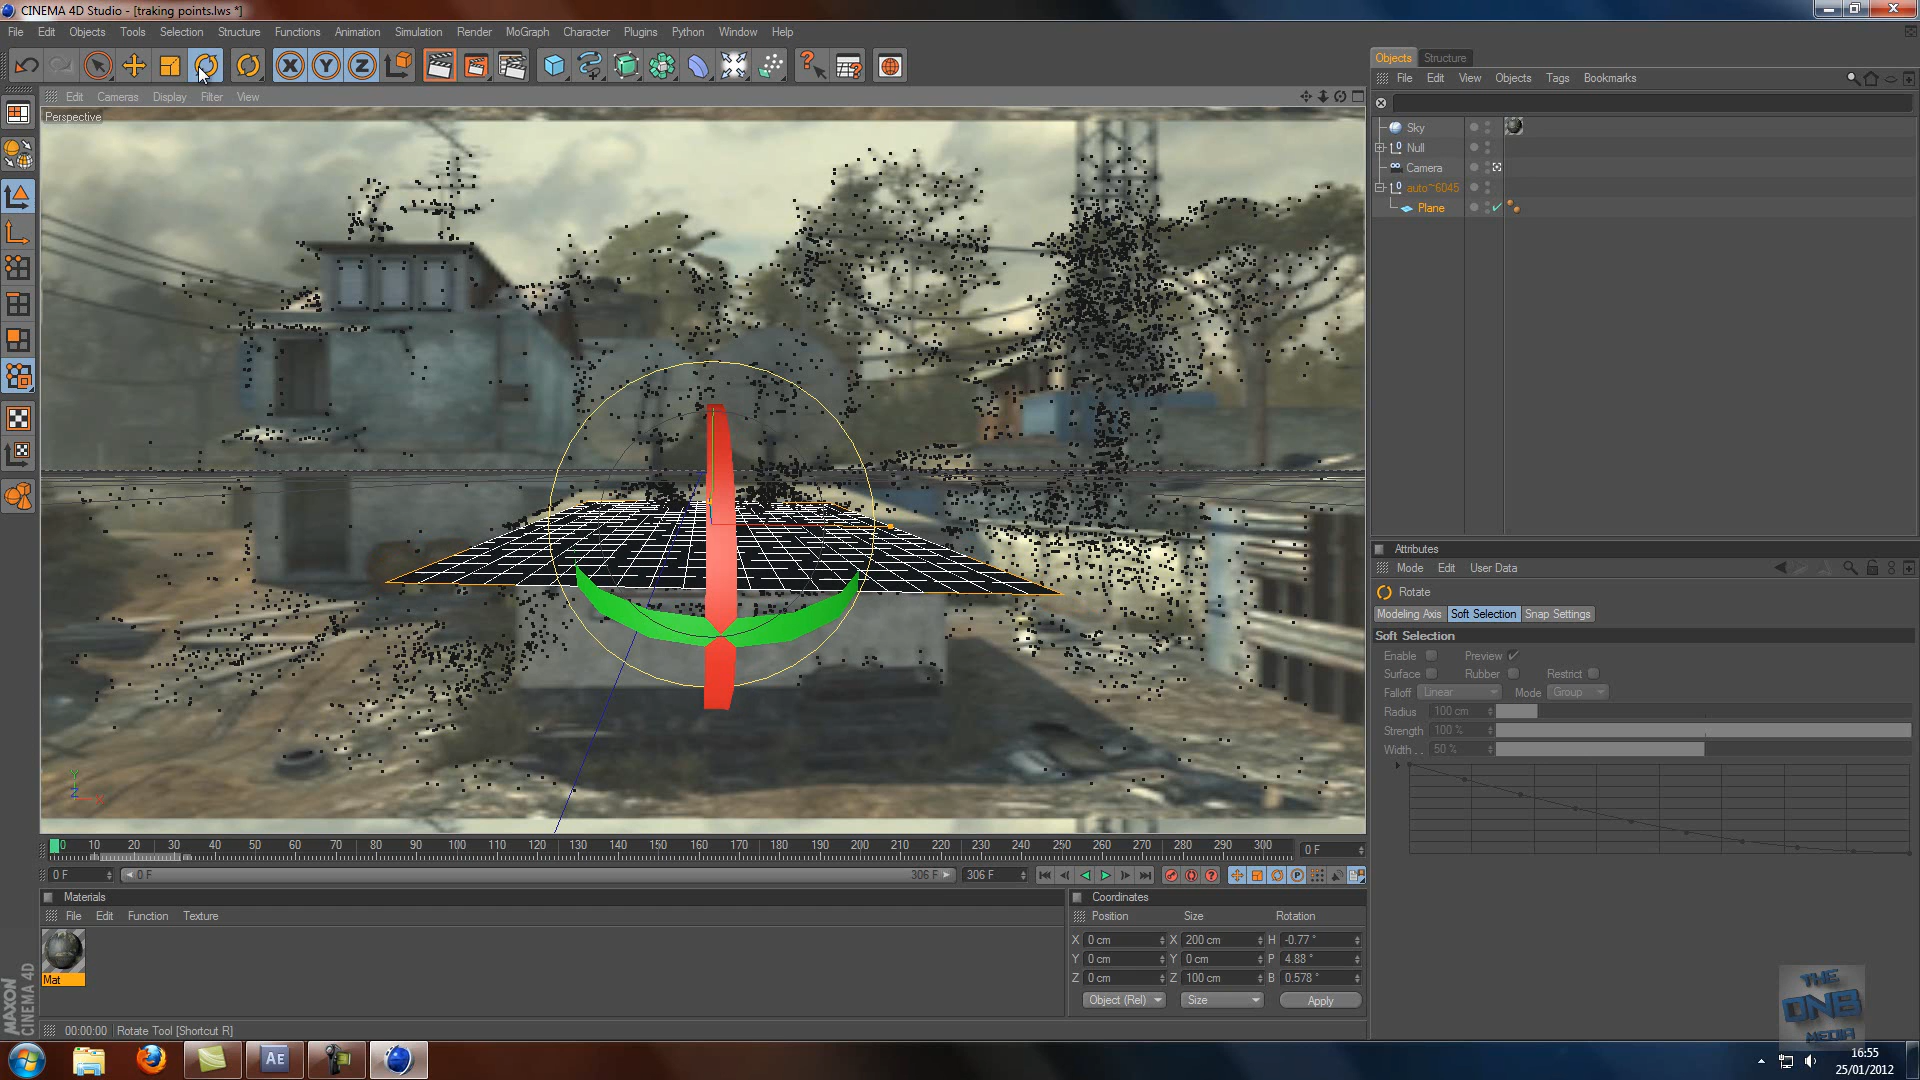 CINEMA 4D Studio - [traking points.lws *]
File Edit Objects Tools Selection Structure Functions Animation Simulation Render MoGraph Character Plugins Python Window Help
Edit Cameras Display Filter View
Perspective
Objects Structure
File Edit View Objects Tags Bookmarks
Sky
Null
Camera
auto~6045
Plane
Attributes
Mode Edit User Data
Rotate
Modeling Axis Soft Selection Snap Settings
Soft Selection
Enable Preview
Surface Rubber Restrict
Falloff Linear Mode Group
Radius 100 cm
Strength 100 %
Width . . 50 %
0 10 20 30 40 50 60 70 80 90 100 110 120 130 140 150 160 170 180 190 200 210 220 230 240 250 260 270 280 290 300 0 F
0 F 0 F 306 F 306 F
Materials
File Edit Function Texture
Mat
Coordinates
Position Size Rotation
X 0 cm X 200 cm H -0.77 °
Y 0 cm Y 0 cm P 4.88 °
Z 0 cm Z 100 cm B 0.578 °
Object (Rel) Size Apply
MAXON
CINEMA 4D
00:00:00 Rotate Tool [Shortcut R]
THE
DNB
MEDIA
AE
16:55
25/01/2012